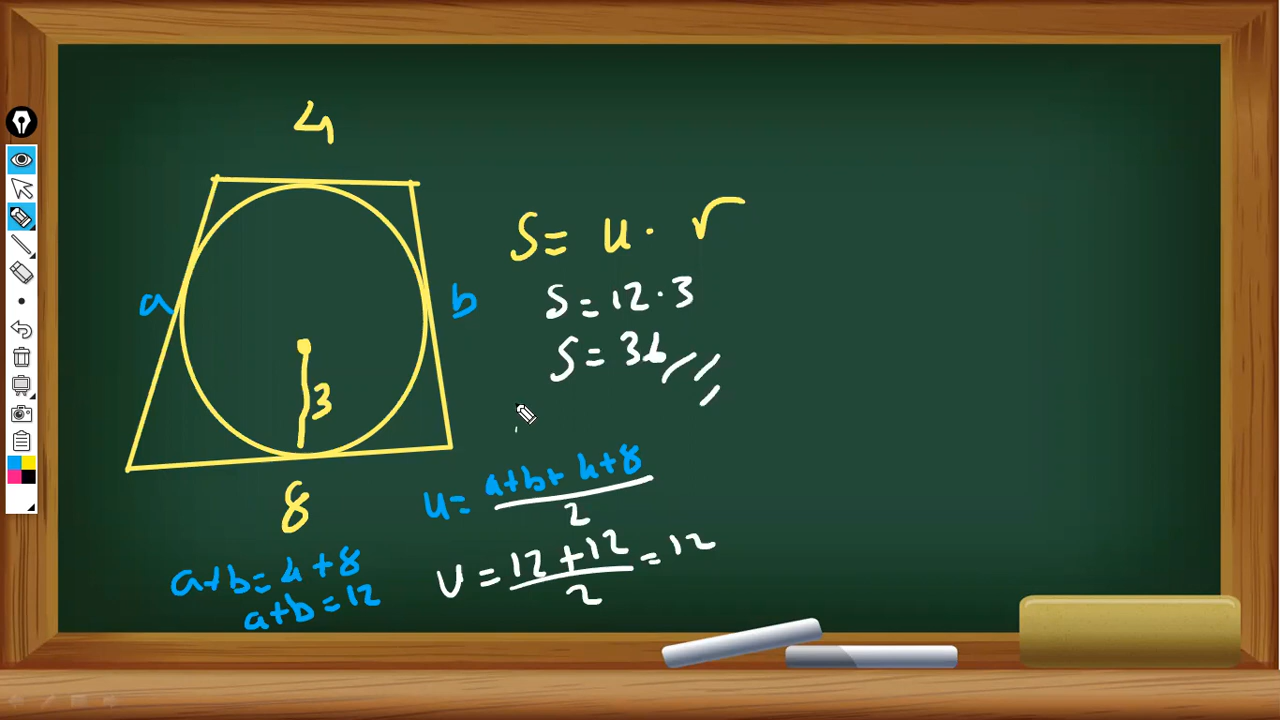 4
S = u · r
a
b
S = 12 · 3
S = 36
3
8
u = a+b+4+8 / 2
a+b = 4+8
a+b = 12
U = 12+12 / 2 = 12